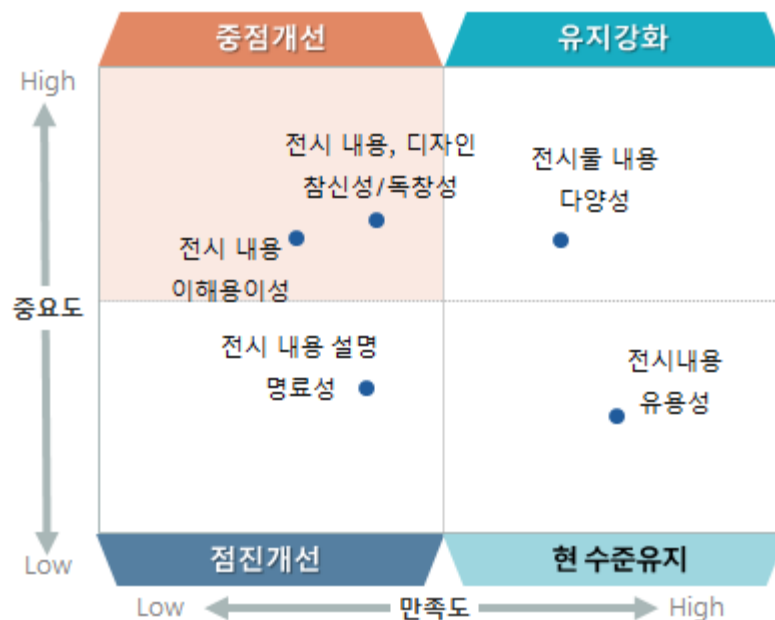 중점개선
유지강화
High
전시 내용, 디자인
참신성/독창성
전시물 내용
다양성
전시 내용
이해용이성
중요도
전시 내용 설명
명료성
전시내용
유용성
Low
점진개선
현 수준유지
Low
만족도
High